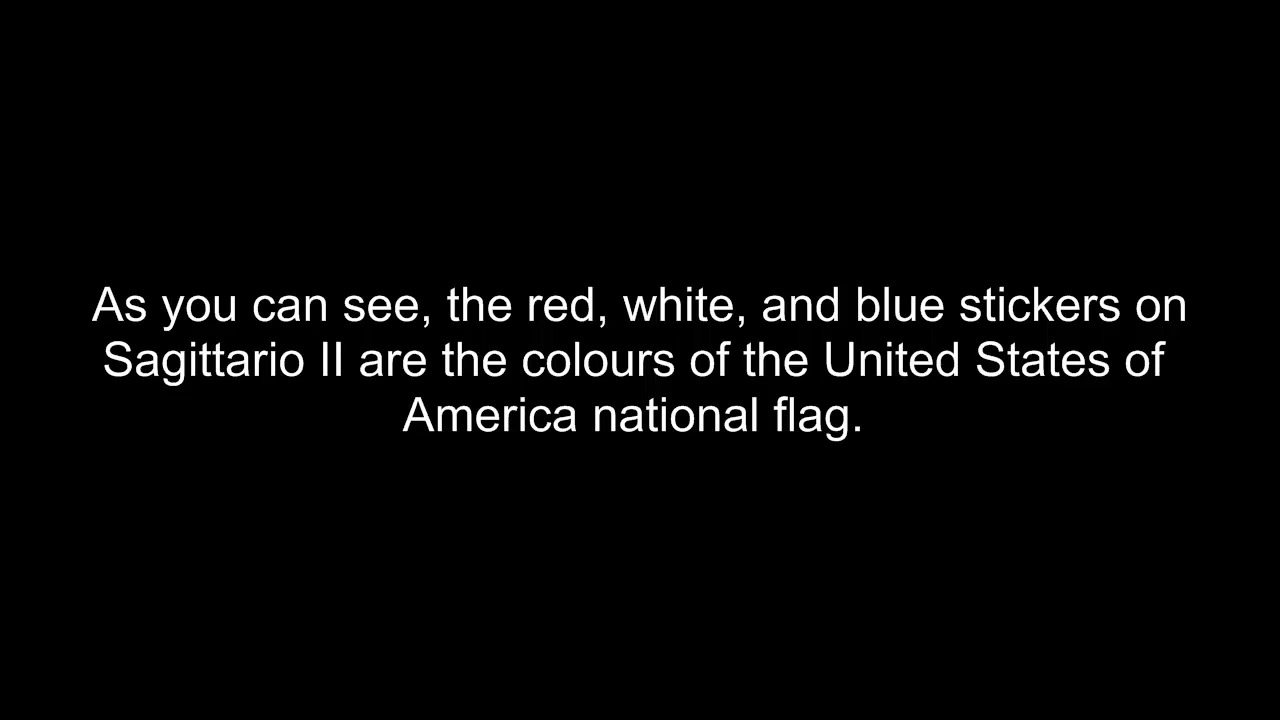 As you can see, the red, white, and blue stickers on
Sagittario II are the colours of the United States of
America national flag.